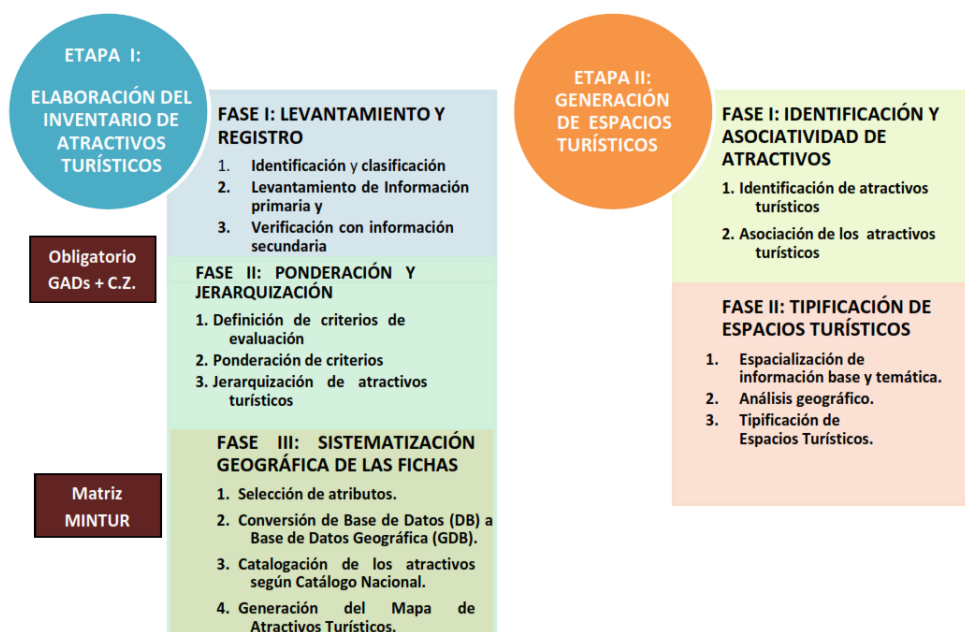 ETAPA I:
ELABORACIÓN DEL
INVENTARIO DE
ATRACTIVOS
TURÍSTICOS
FASE I: LEVANTAMIENTO Y
REGISTRO
1. Identificación y clasificación
2. Levantamiento de Información
primaria y
3. Verificación con información
secundaria
Obligatorio
GADs + C.Z.
FASE II: PONDERACIÓN Y
JERARQUIZACIÓN
1. Definición de criterios de
evaluación
2. Ponderación de criterios
3. Jerarquización de atractivos
turísticos
Matriz
MINTUR
FASE III: SISTEMATIZACIÓN
GEOGRÁFICA DE LAS FICHAS
1. Selección de atributos.
2. Conversión de Base de Datos (DB) a
Base de Datos Geográfica (GDB).
3. Catalogación de los atractivos
según Catálogo Nacional.
4. Generación del Mapa de
Atractivos Turísticos.
ETAPA II:
GENERACIÓN
DE ESPACIOS
TURÍSTICOS
FASE I: IDENTIFICACIÓN Y
ASOCIATIVIDAD DE
ATRACTIVOS
1. Identificación de atractivos
turísticos
2. Asociación de los atractivos
turísticos
FASE II: TIPIFICACIÓN DE
ESPACIOS TURÍSTICOS
1. Espacialización de
información base y temática.
2. Análisis geográfico.
3. Tipificación de
Espacios Turísticos.